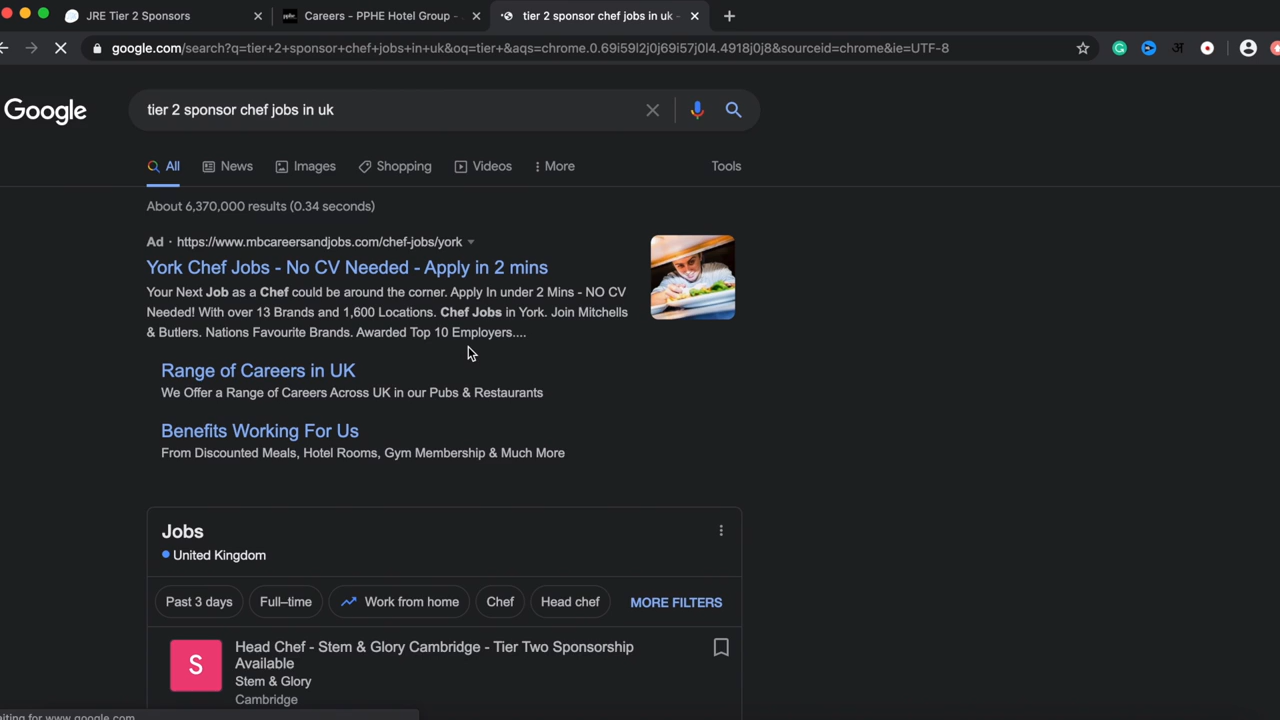 JRE Tier 2 Sponsors
Careers - PPHE Hotel Group -
tier 2 sponsor chef jobs in uk -
google.com/search?q=tier+2+sponsor+chef+jobs+in+uk&oq=tier+&aqs=chrome.0.69i59l2j0j69i57j0l4.4918j0j8&sourceid=chrome&ie=UTF-8
Google
tier 2 sponsor chef jobs in uk
All
News
Images
Shopping
Videos
More
Tools
About 6,370,000 results (0.34 seconds)
Ad · https://www.mbcareersandjobs.com/chef-jobs/york
York Chef Jobs - No CV Needed - Apply in 2 mins
Your Next Job as a Chef could be around the corner. Apply In under 2 Mins - NO CV
Needed! With over 13 Brands and 1,600 Locations. Chef Jobs in York. Join Mitchells
& Butlers. Nations Favourite Brands. Awarded Top 10 Employers....
Range of Careers in UK
We Offer a Range of Careers Across UK in our Pubs & Restaurants
Benefits Working For Us
From Discounted Meals, Hotel Rooms, Gym Membership & Much More
Jobs
United Kingdom
Past 3 days
Full–time
Work from home
Chef
Head chef
MORE FILTERS
S
Head Chef - Stem & Glory Cambridge - Tier Two Sponsorship
Available
Stem & Glory
Cambridge
aiting for www.google.com